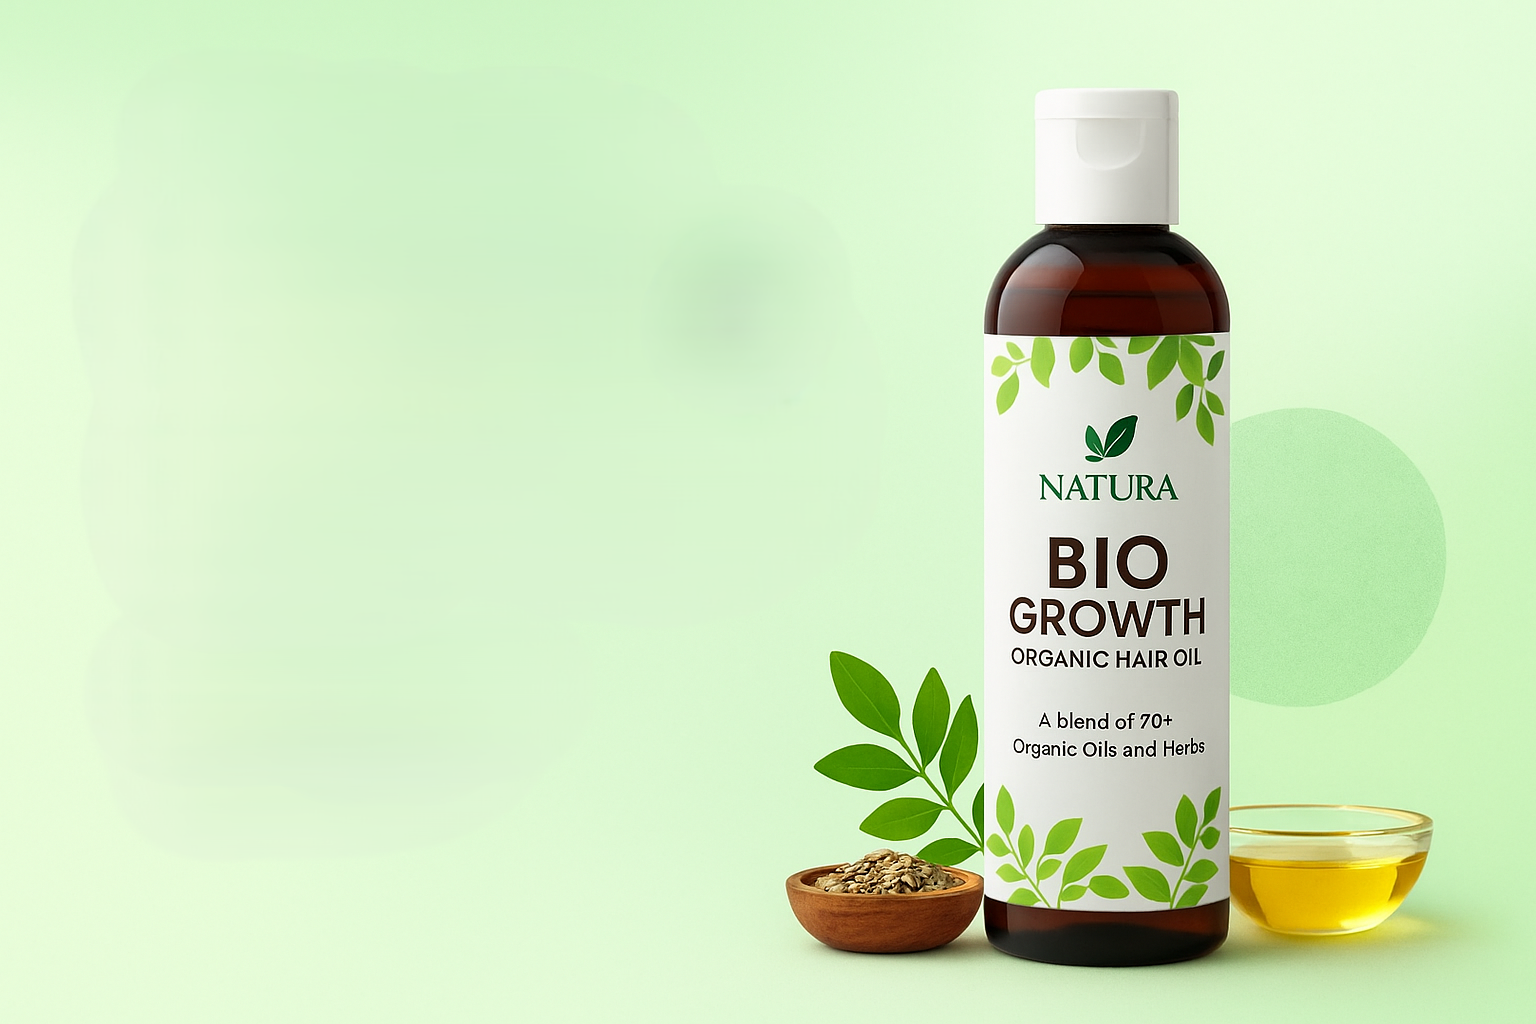 NATURA
BIO
GROWTH
ORGANIC HAIR OIL
A blend of 70+
Organic Oils and Herbs